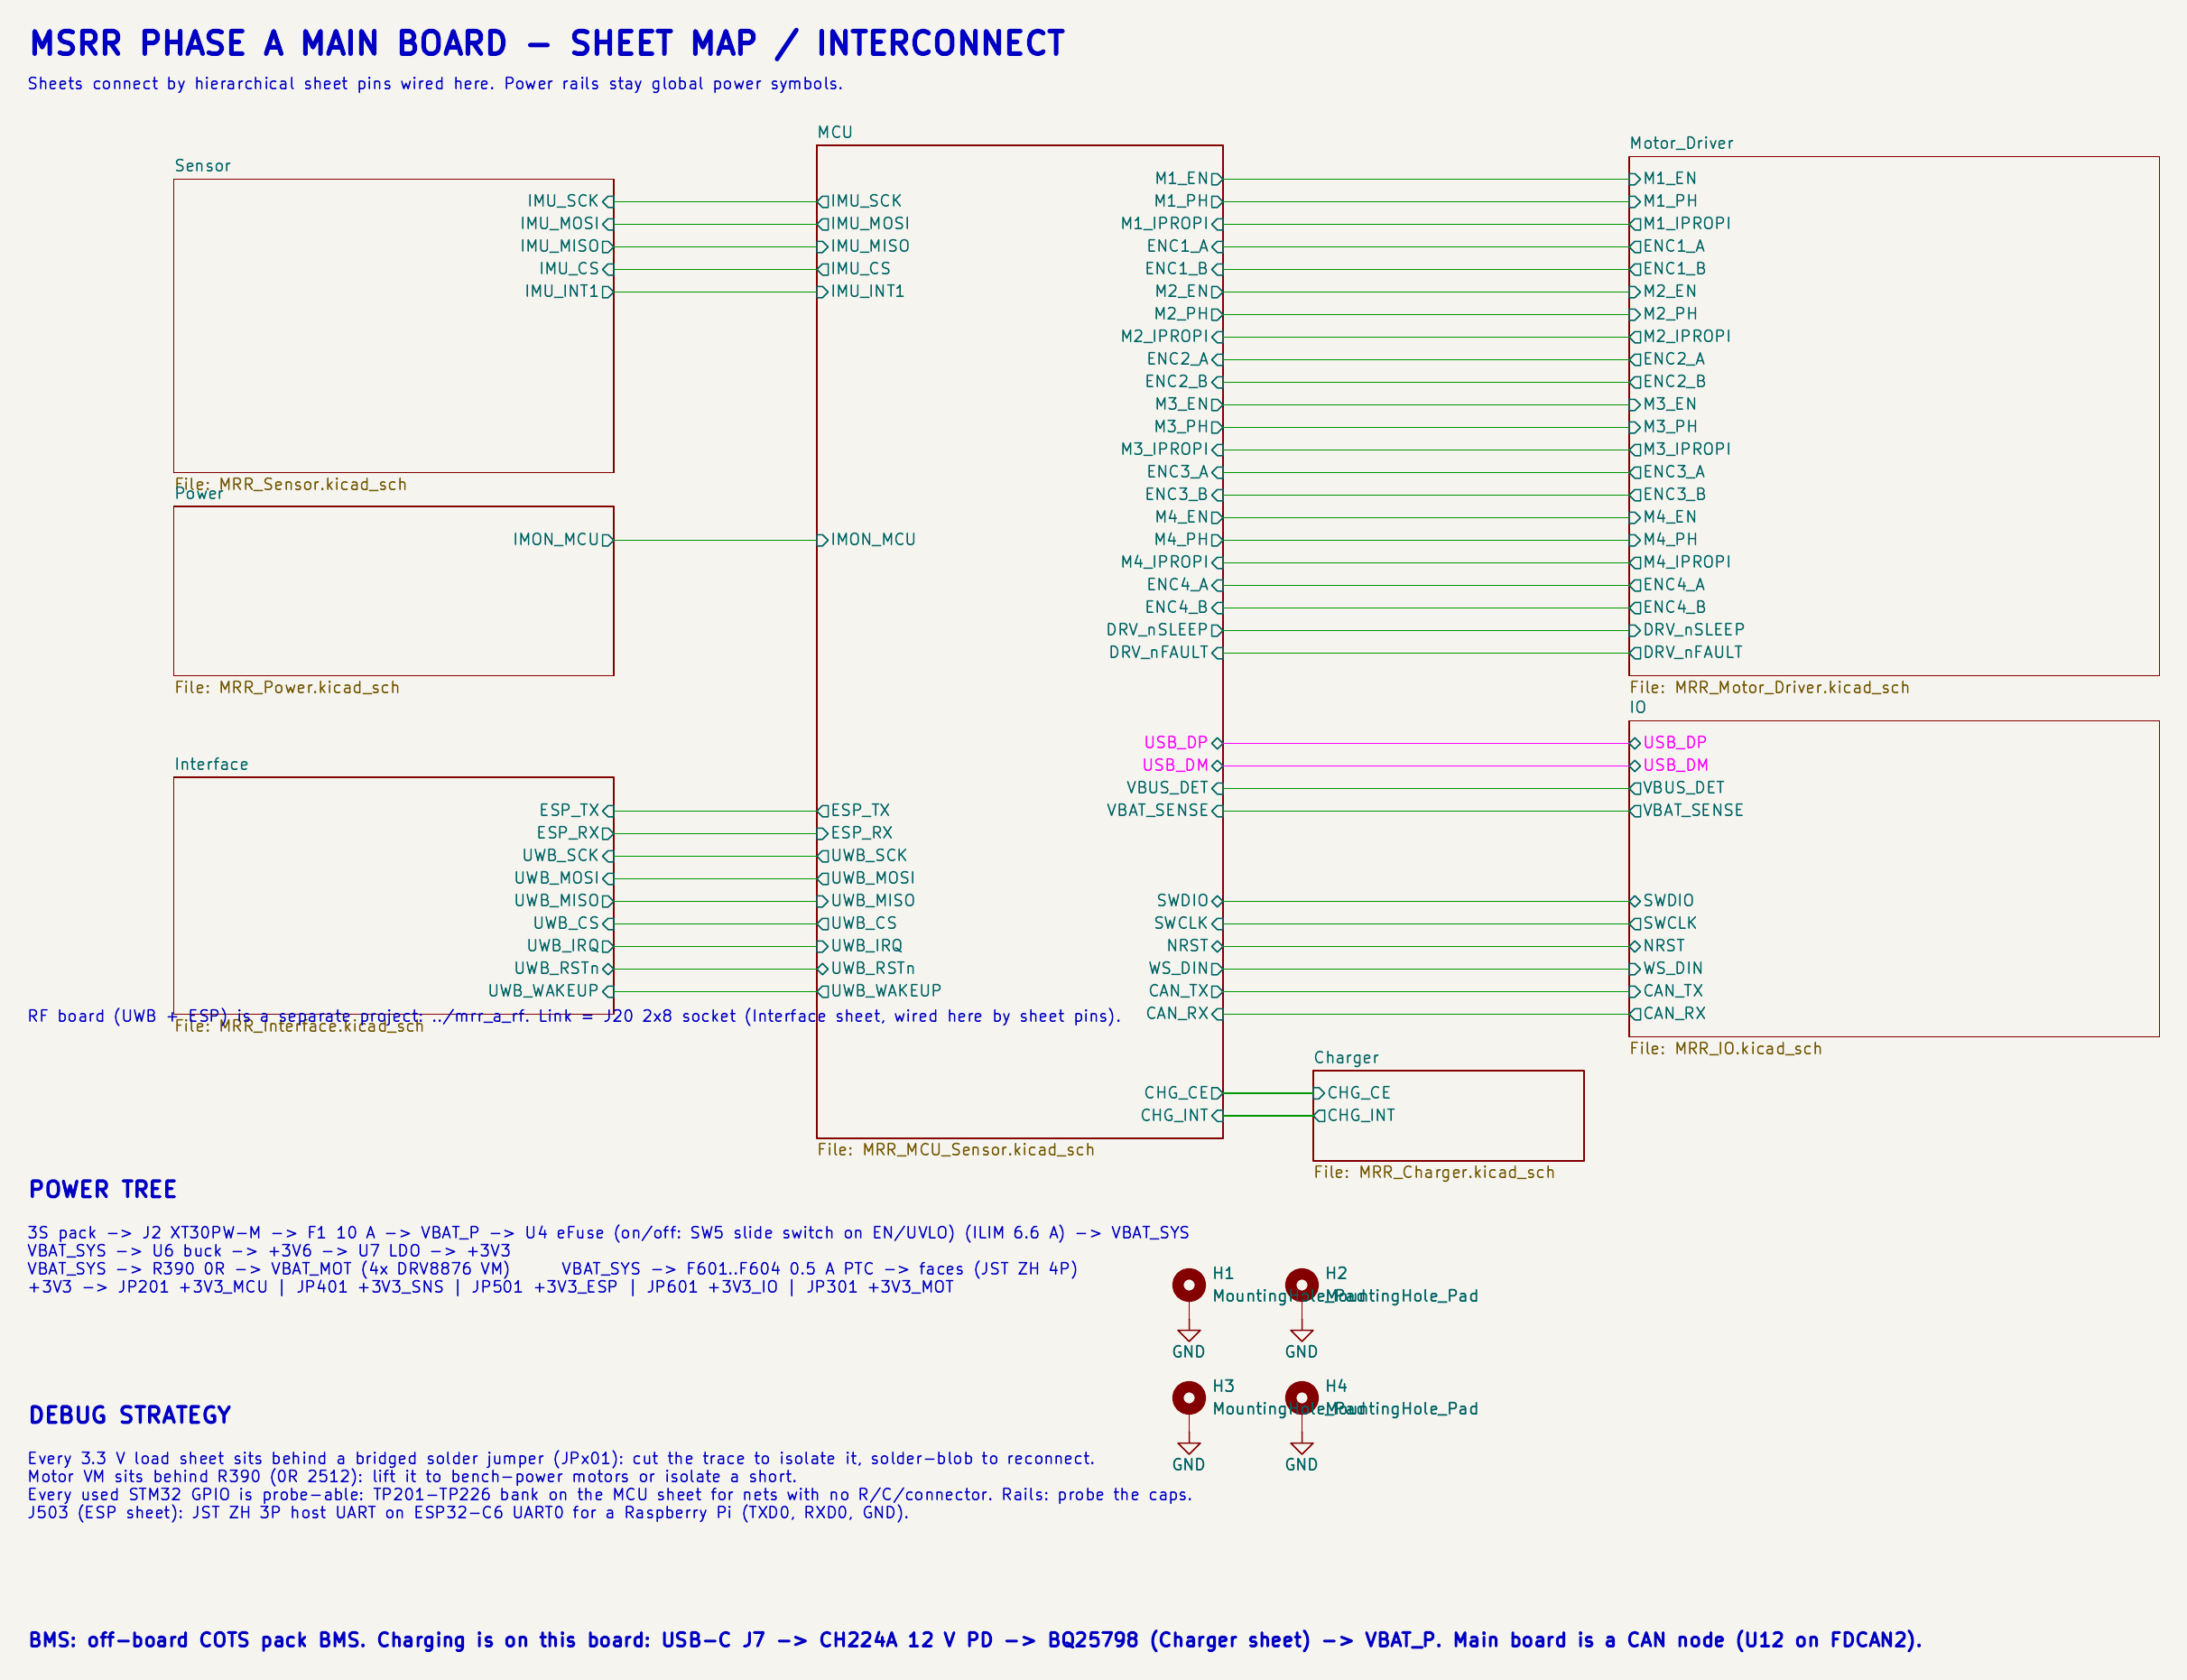 MSRR PHASE A MAIN BOARD - SHEET MAP / INTERCONNECT
Sheets connect by hierarchical sheet pins wired here. Power rails stay global power symbols.
Sensor
IMU_SCK
IMU_MOSI
IMU_MISO
IMU_CS
IMU_INT1
File: MRR_Sensor.kicad_sch
Power
IMON_MCU
File: MRR_Power.kicad_sch
Interface
ESP_TX
ESP_RX
UWB_SCK
UWB_MOSI
UWB_MISO
UWB_CS
UWB_IRQ
UWB_RSTn
UWB_WAKEUP
RF board (UWB + ESP) is a separate project: ../mrr_a_rf. Link = J20 2x8 socket (Interface sheet, wired here by sheet pins).
File: MRR_Interface.kicad_sch
MCU
IMU_SCK
IMU_MOSI
IMU_MISO
IMU_CS
IMU_INT1
IMON_MCU
ESP_TX
ESP_RX
UWB_SCK
UWB_MOSI
UWB_MISO
UWB_CS
UWB_IRQ
UWB_RSTn
UWB_WAKEUP
M1_EN
M1_PH
M1_IPROPI
ENC1_A
ENC1_B
M2_EN
M2_PH
M2_IPROPI
ENC2_A
ENC2_B
M3_EN
M3_PH
M3_IPROPI
ENC3_A
ENC3_B
M4_EN
M4_PH
M4_IPROPI
ENC4_A
ENC4_B
DRV_nSLEEP
DRV_nFAULT
USB_DP
USB_DM
VBUS_DET
VBAT_SENSE
SWDIO
SWCLK
NRST
WS_DIN
CAN_TX
CAN_RX
CHG_CE
CHG_INT
File: MRR_MCU_Sensor.kicad_sch
Motor_Driver
M1_EN
M1_PH
M1_IPROPI
ENC1_A
ENC1_B
M2_EN
M2_PH
M2_IPROPI
ENC2_A
ENC2_B
M3_EN
M3_PH
M3_IPROPI
ENC3_A
ENC3_B
M4_EN
M4_PH
M4_IPROPI
ENC4_A
ENC4_B
DRV_nSLEEP
DRV_nFAULT
File: MRR_Motor_Driver.kicad_sch
IO
USB_DP
USB_DM
VBUS_DET
VBAT_SENSE
SWDIO
SWCLK
NRST
WS_DIN
CAN_TX
CAN_RX
File: MRR_IO.kicad_sch
Charger
CHG_CE
CHG_INT
File: MRR_Charger.kicad_sch
POWER TREE
3S pack -> J2 XT30PW-M -> F1 10 A -> VBAT_P -> U4 eFuse (on/off: SW5 slide switch on EN/UVLO) (ILIM 6.6 A) -> VBAT_SYS
VBAT_SYS -> U6 buck -> +3V6 -> U7 LDO -> +3V3
VBAT_SYS -> R390 0R -> VBAT_MOT (4x DRV8876 VM)      VBAT_SYS -> F601..F604 0.5 A PTC -> faces (JST ZH 4P)
+3V3 -> JP201 +3V3_MCU | JP401 +3V3_SNS | JP501 +3V3_ESP | JP601 +3V3_IO | JP301 +3V3_MOT
H1
MountingHole_Pad
GND
H2
MountingHole_Pad
GND
H3
MountingHole_Pad
GND
H4
MountingHole_Pad
GND
DEBUG STRATEGY
Every 3.3 V load sheet sits behind a bridged solder jumper (JPx01): cut the trace to isolate it, solder-blob to reconnect.
Motor VM sits behind R390 (0R 2512): lift it to bench-power motors or isolate a short.
Every used STM32 GPIO is probe-able: TP201-TP226 bank on the MCU sheet for nets with no R/C/connector. Rails: probe the caps.
J503 (ESP sheet): JST ZH 3P host UART on ESP32-C6 UART0 for a Raspberry Pi (TXD0, RXD0, GND).
BMS: off-board COTS pack BMS. Charging is on this board: USB-C J7 -> CH224A 12 V PD -> BQ25798 (Charger sheet) -> VBAT_P. Main board is a CAN node (U12 on FDCAN2).